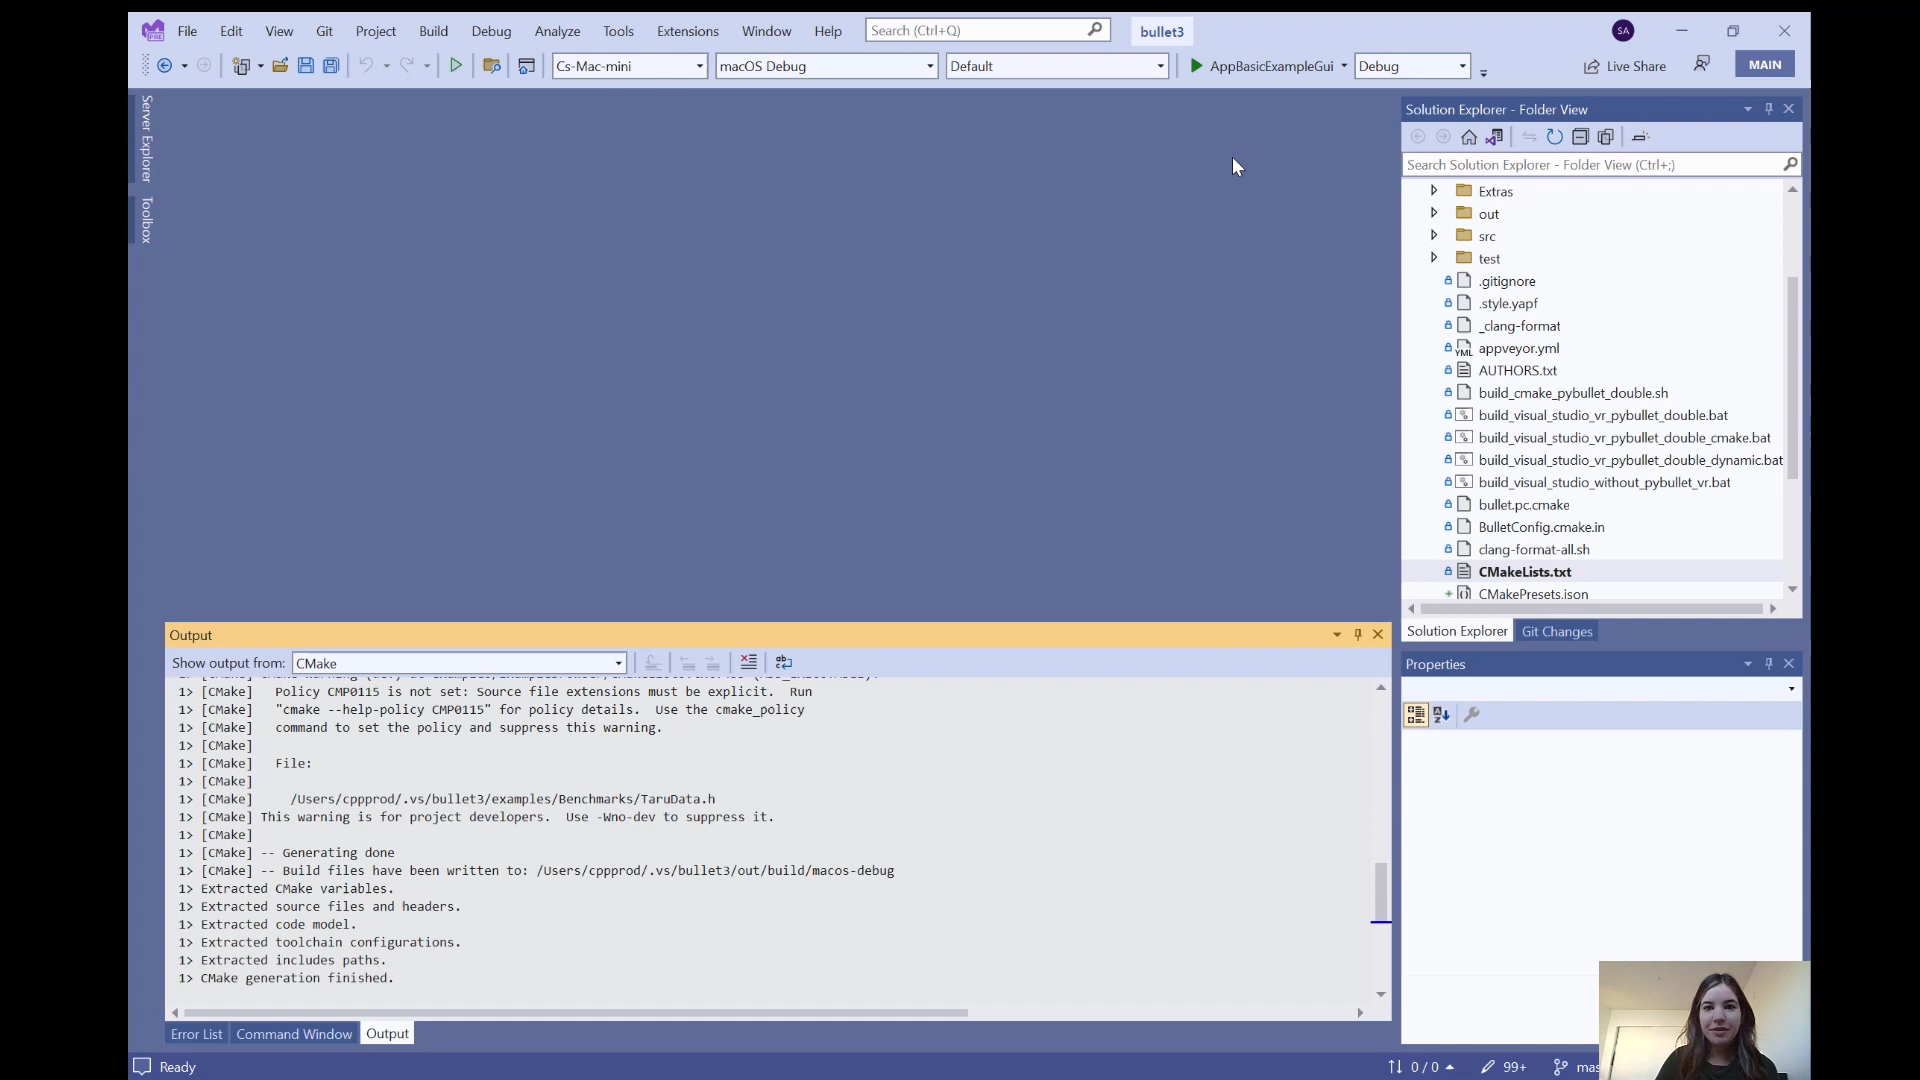 File Edit View Git Project Build Debug Analyze Tools Extensions Window Help Search (Ctrl+Q) bullet3 SA
Cs-Mac-mini macOS Debug Default AppBasicExampleGui Debug Live Share MAIN
Server Explorer
Toolbox
Solution Explorer - Folder View
Search Solution Explorer - Folder View (Ctrl+;)
Extras
out
src
test
.gitignore
.style.yapf
_clang-format
YML appveyor.yml
AUTHORS.txt
build_cmake_pybullet_double.sh
build_visual_studio_vr_pybullet_double.bat
build_visual_studio_vr_pybullet_double_cmake.bat
build_visual_studio_vr_pybullet_double_dynamic.bat
build_visual_studio_without_pybullet_vr.bat
bullet.pc.cmake
BulletConfig.cmake.in
clang-format-all.sh
CMakeLists.txt
CMakePresets.json
Solution Explorer Git Changes
Properties
Output
Show output from: CMake
1> [CMake] Policy CMP0115 is not set: Source file extensions must be explicit. Run
1> [CMake] "cmake --help-policy CMP0115" for policy details. Use the cmake_policy
1> [CMake] command to set the policy and suppress this warning.
1> [CMake]
1> [CMake] File:
1> [CMake]
1> [CMake] /Users/cppprod/.vs/bullet3/examples/Benchmarks/TaruData.h
1> [CMake] This warning is for project developers. Use -Wno-dev to suppress it.
1> [CMake]
1> [CMake] -- Generating done
1> [CMake] -- Build files have been written to: /Users/cppprod/.vs/bullet3/out/build/macos-debug
1> Extracted CMake variables.
1> Extracted source files and headers.
1> Extracted code model.
1> Extracted toolchain configurations.
1> Extracted includes paths.
1> CMake generation finished.
Error List Command Window Output
Ready 0 / 0 99+ mas